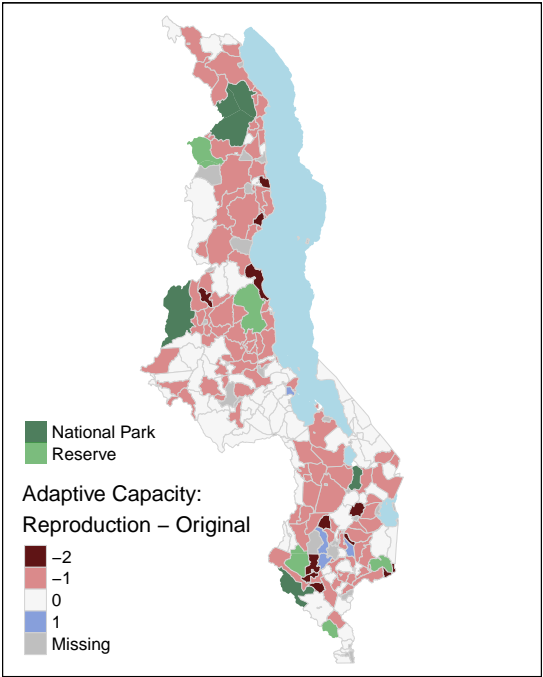 National Park
Reserve
Adaptive Capacity:
Reproduction − Original
−2
−1
0
1
Missing